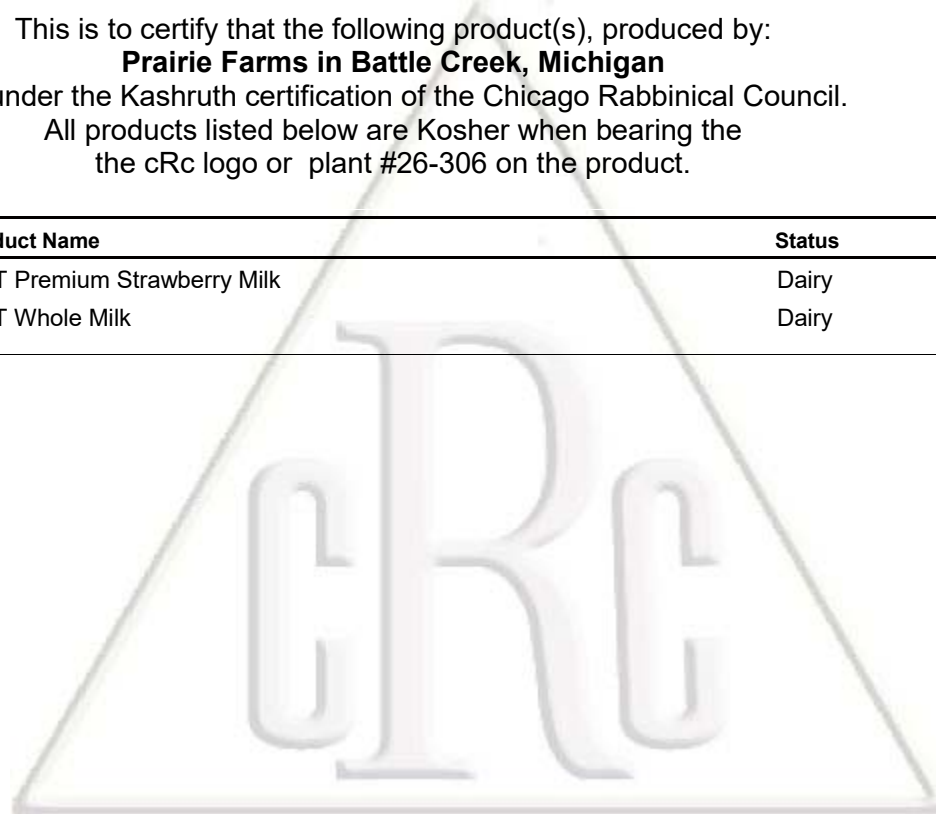 This is to certify that the following product(s), produced by:
Prairie Farms in Battle Creek, Michigan
under the Kashruth certification of the Chicago Rabbinical Council.
All products listed below are Kosher when bearing the
the cRc logo or plant #26-306 on the product.
duct Name Status
T Premium Strawberry Milk Dairy
T Whole Milk Dairy
cRc